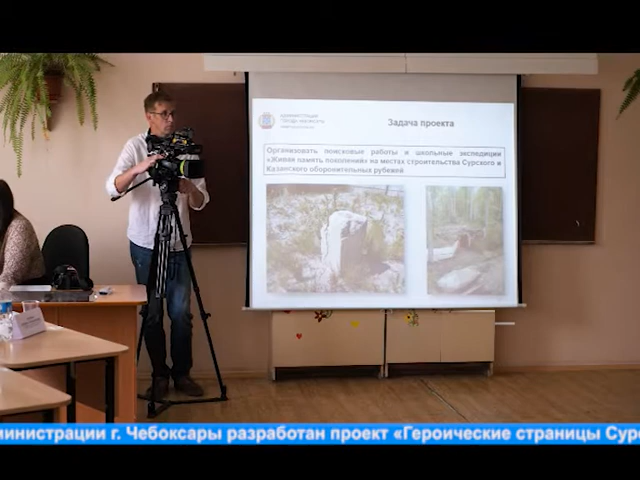 АДМИНИСТРАЦИЯ
Задача проекта
Организовать поисковые работы и школьные экспедиции
«Живая память поколений» на местах строительства Сурского и
Казанского оборонительных рубежей
министрации г. Чебоксары разработан проект «Героические страницы Сурс